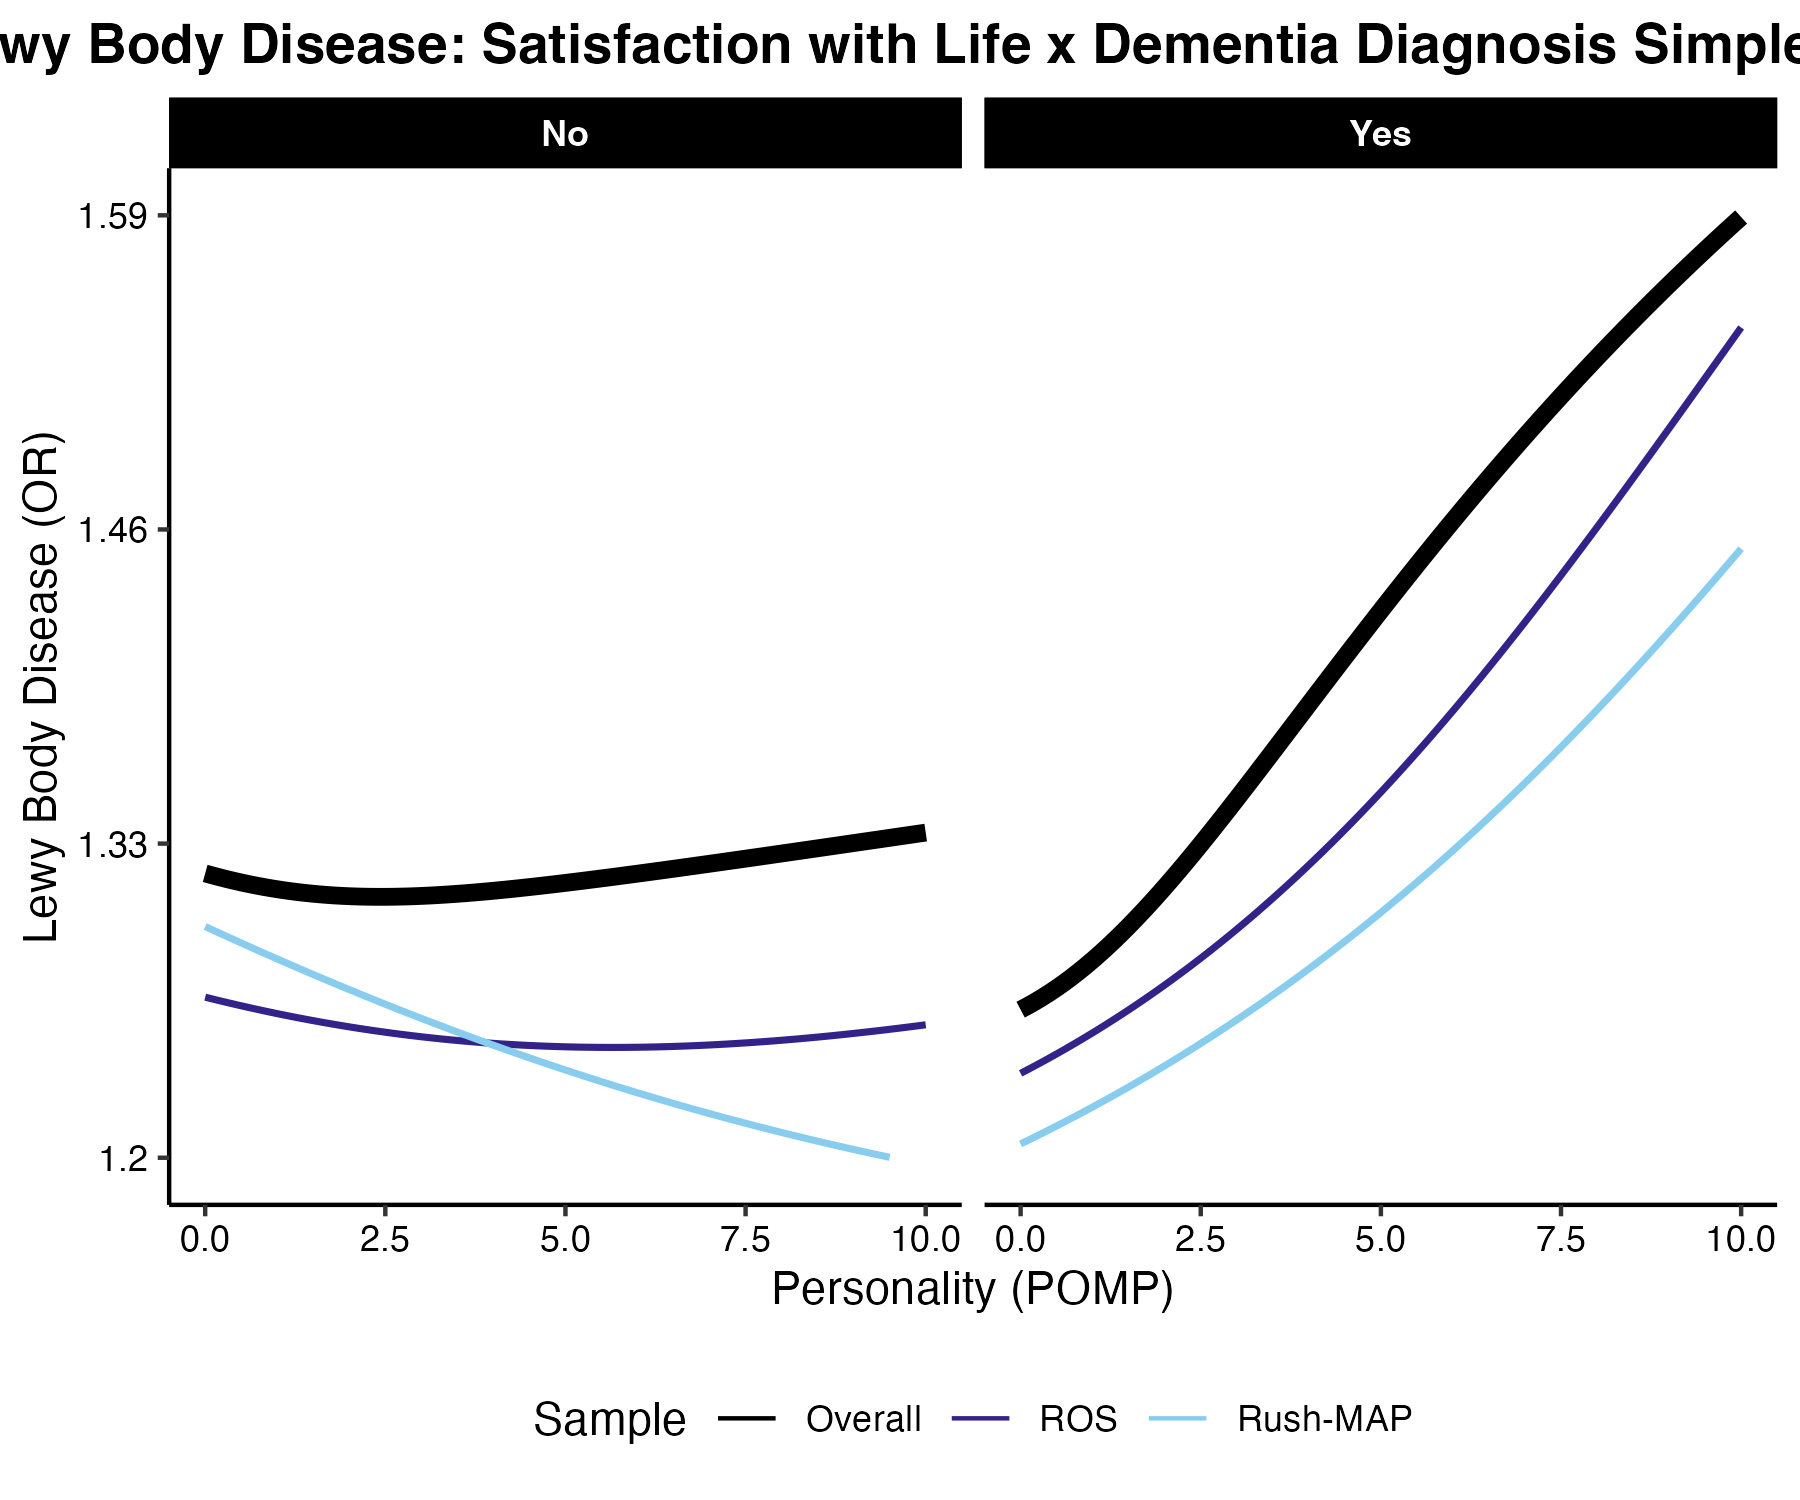 wy Body Disease: Satisfaction with Life x Dementia Diagnosis Simple
No Yes
1.59
1.46
1.33
1.2
Lewy Body Disease (OR)
0.0 2.5 5.0 7.5 10.0 0.0 2.5 5.0 7.5 10.0
Personality (POMP)
Sample Overall ROS Rush-MAP